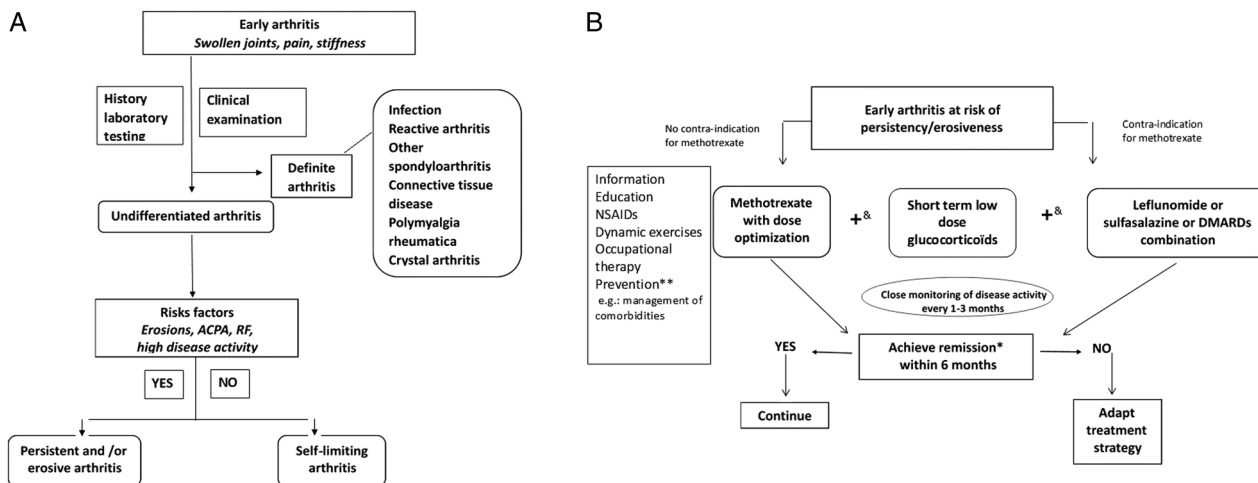 A
Early arthritis
Swollen joints, pain, stiffness
History
laboratory
testing
Clinical
examination
Definite
arthritis
Infection
Reactive arthritis
Other
spondyloarthritis
Connective tissue
disease
Polymyalgia
rheumatica
Crystal arthritis
Undifferentiated arthritis
Risks factors
Erosions, ACPA, RF,
high disease activity
YES
NO
Persistent and /or
erosive arthritis
Self-limiting
arthritis
B
Early arthritis at risk of
persistency/erosiveness
No contra-indication
for methotrexate
Contra-indication
for methotrexate
Information
Education
NSAIDs
Dynamic exercises
Occupational
therapy
Prevention**
e.g.: management of
comorbidities
Methotrexate
with dose
optimization
+&
Short term low
dose
glucocorticoïds
+&
Leflunomide or
sulfasalazine or DMARDs
combination
Close monitoring of disease activity
every 1-3 months
YES
Achieve remission*
within 6 months
NO
Continue
Adapt
treatment
strategy